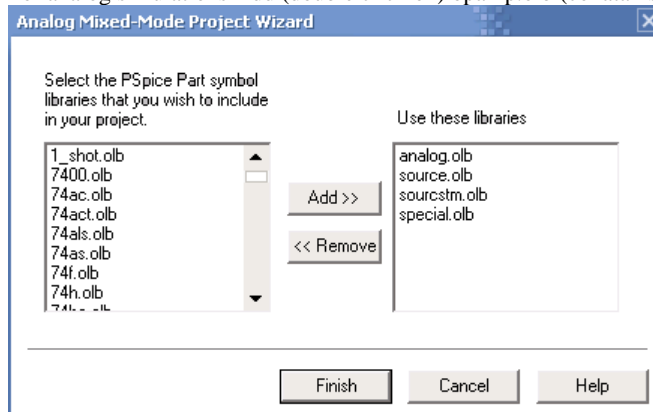 Analog Mixed-Mode Project Wizard
Select the PSpice Part symbol
libraries that you wish to include
in your project.
Use these libraries
1_shot.olb
7400.olb
74ac.olb
74act.olb
74als.olb
74as.olb
74f.olb
74h.olb
Add >>
<< Remove
analog.olb
source.olb
sourcstm.olb
special.olb
Finish
Cancel
Help